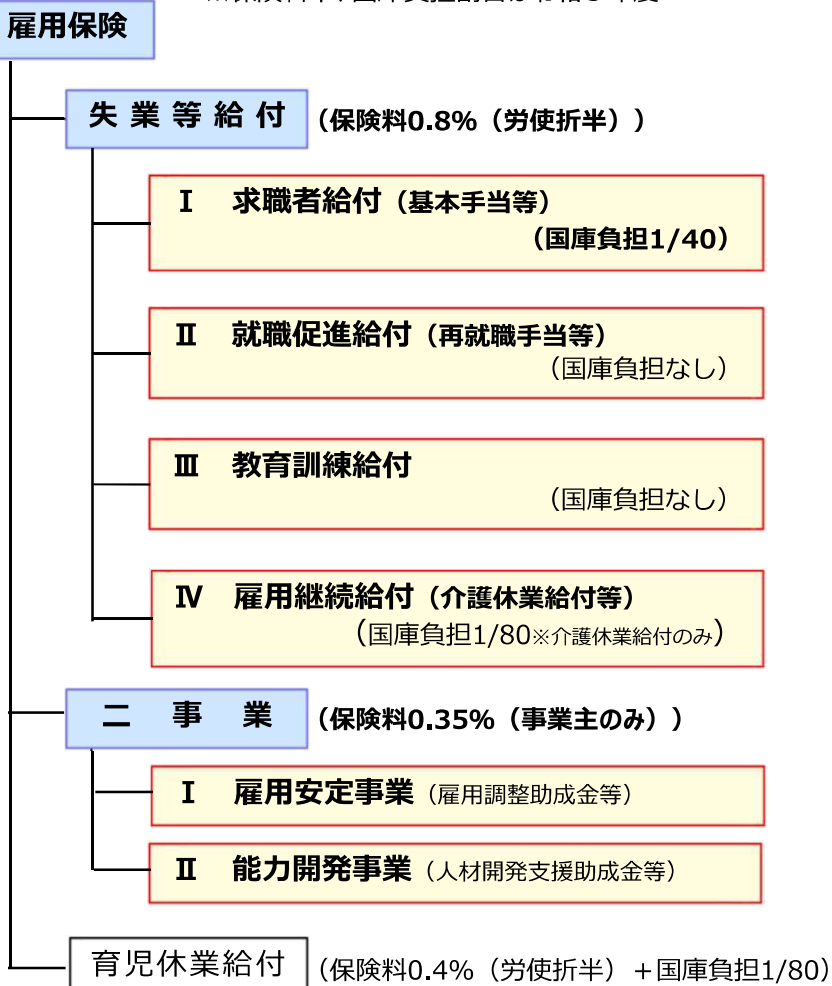 雇用保険
失業等給付 (保険料0.8%(労使折半))
Ⅰ 求職者給付(基本手当等)
(国庫負担1/40)
Ⅱ 就職促進給付(再就職手当等)
(国庫負担なし)
Ⅲ 教育訓練給付
(国庫負担なし)
Ⅳ 雇用継続給付(介護休業給付等)
(国庫負担1/80※介護休業給付のみ)
二事業 (保険料0.35%(事業主のみ))
Ⅰ 雇用安定事業(雇用調整助成金等)
Ⅱ 能力開発事業(人材開発支援助成金等)
育児休業給付 (保険料0.4%(労使折半)+国庫負担1/80)